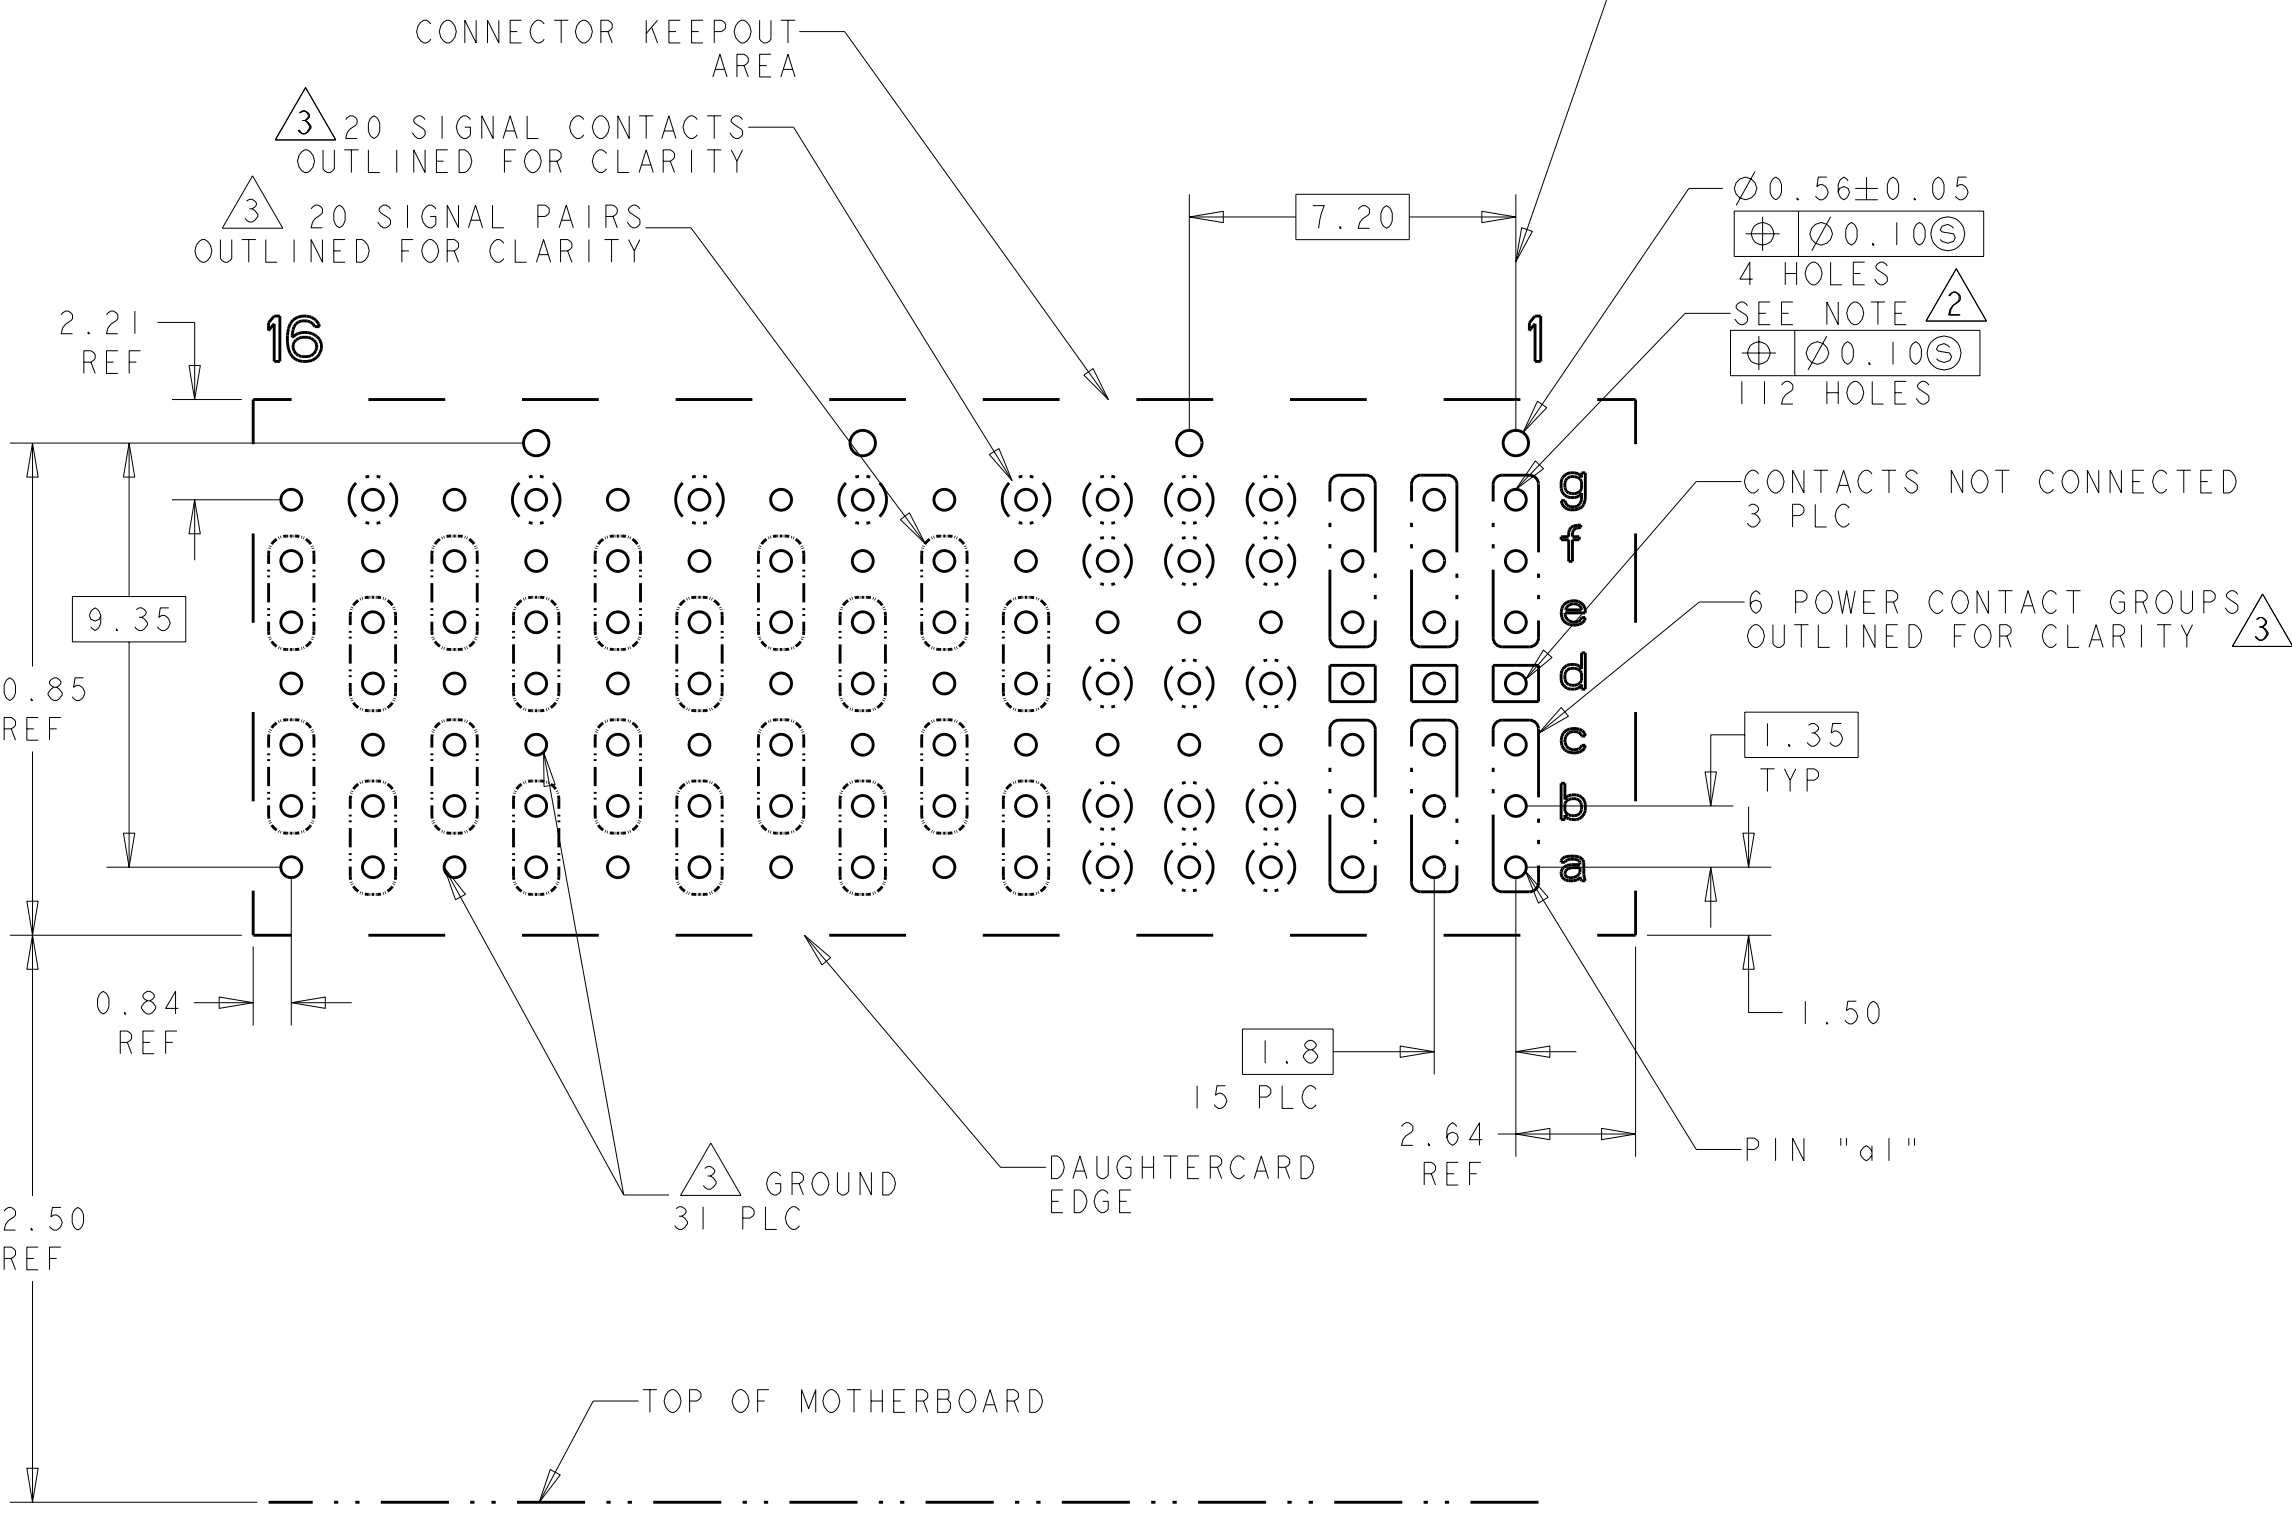 CONNECTOR KEEPOUT
AREA
3 20 SIGNAL CONTACTS
OUTLINED FOR CLARITY
3 20 SIGNAL PAIRS
OUTLINED FOR CLARITY
7.20
Ø0.56±0.05
⌖ Ø0.10Ⓢ
4 HOLES
SEE NOTE 2
⌖ Ø0.10Ⓢ
112 HOLES
2.21
REF
16
1
g
f
e
d
c
b
a
CONTACTS NOT CONNECTED
3 PLC
6 POWER CONTACT GROUPS
OUTLINED FOR CLARITY 3
9.35
0.85
REF
1.35
TYP
0.84
REF
1.50
1.8
15 PLC
2.64
REF
PIN "a1"
3 GROUND
31 PLC
DAUGHTERCARD
EDGE
2.50
REF
TOP OF MOTHERBOARD